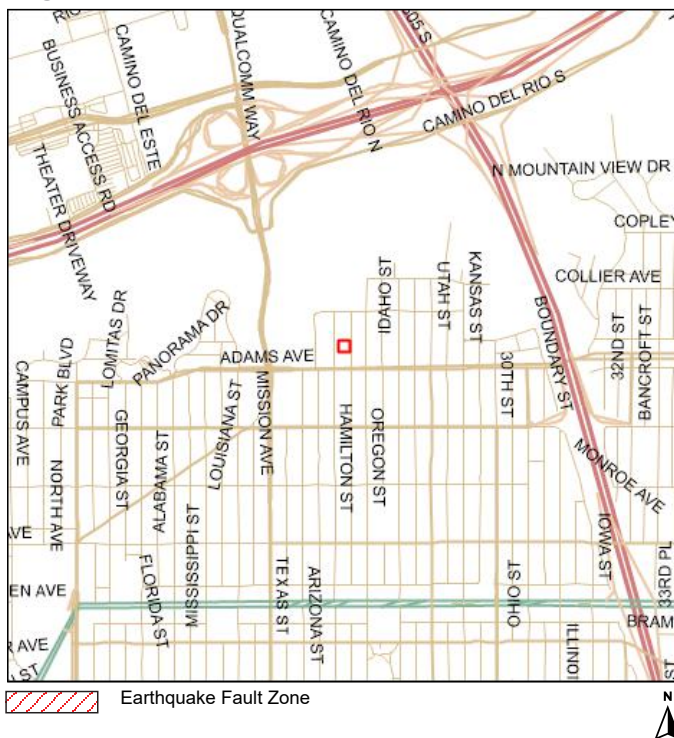 805 S
CAMINO DEL RIO N
QUALCOMM WAY
CAMINO DEL ESTE
BUSINESS ACCESS RD
THEATER DRIVEWAY
CAMINO DEL RIO S
N MOUNTAIN VIEW DR
COPLEY
COLLIER AVE
KANSAS ST
UTAH ST
IDAHO ST
BOUNDARY ST
32ND ST
BANCROFT ST
LOMITAS DR
PANORAMA DR
ADAMS AVE
30TH ST
PARK BLVD
CAMPUS AVE
MISSION AVE
LOUISIANA ST
GEORGIA ST
ALABAMA ST
HAMILTON ST
OREGON ST
MONROE AVE
NORTH AVE
MISSISSIPPI ST
FLORIDA ST
TEXAS ST
ARIZONA ST
OHIO ST
IOWA ST
33RD PL
AVE
EN AVE
R AVE
ST
BRAM
ILLINOI
ST
Earthquake Fault Zone
N